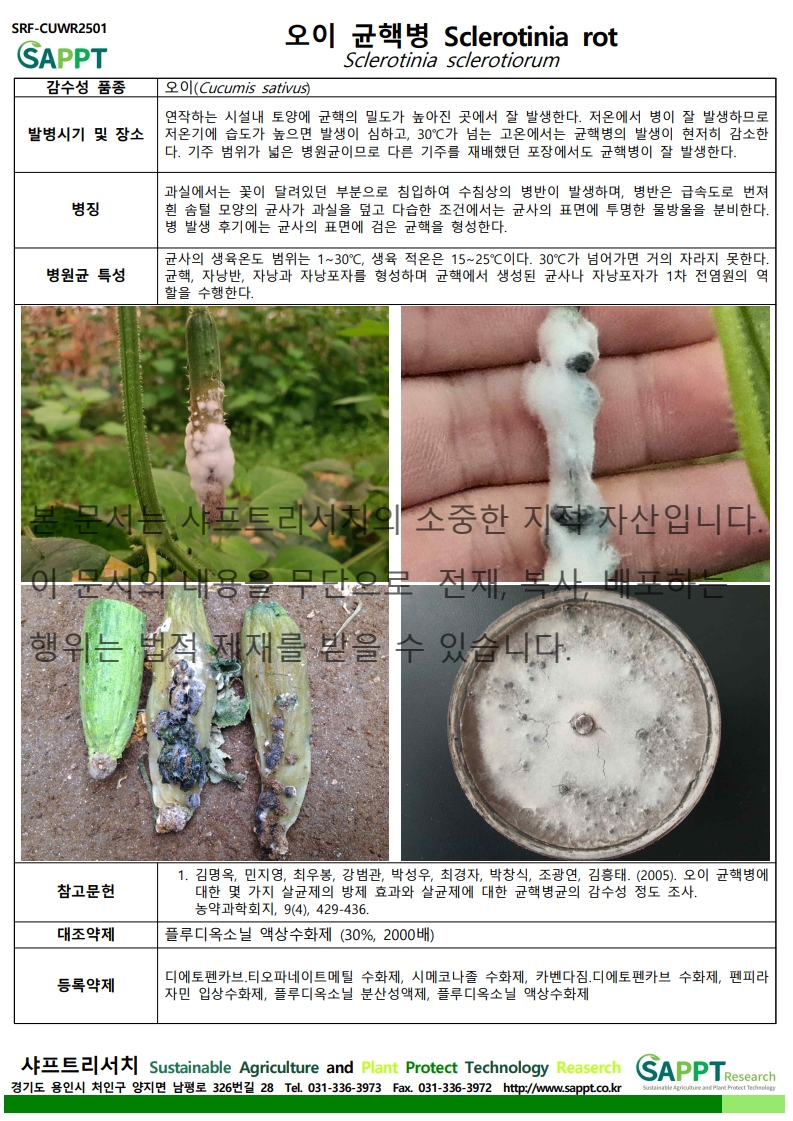 SRF-CUWR2501
SAPPT
오이 균핵병 Sclerotinia rot
Sclerotinia sclerotiorum
감수성 품종
오이(Cucumis sativus)
발병시기 및 장소
연작하는 시설내 토양에 균핵의 밀도가 높아진 곳에서 잘 발생한다. 저온에서 병이 잘 발생하므로
저온기에 습도가 높으면 발생이 심하고, 30℃가 넘는 고온에서는 균핵병의 발생이 현저히 감소한
다. 기주 범위가 넓은 병원균이므로 다른 기주를 재배했던 포장에서도 균핵병이 잘 발생한다.
병징
과실에서는 꽃이 달려있던 부분으로 침입하여 수침상의 병반이 발생하며, 병반은 급속도로 번져
흰 솜털 모양의 균사가 과실을 덮고 다습한 조건에서는 균사의 표면에 투명한 물방울을 분비한다.
병 발생 후기에는 균사의 표면에 검은 균핵을 형성한다.
병원균 특성
균사의 생육온도 범위는 1~30℃, 생육 적온은 15~25℃이다. 30℃가 넘어가면 거의 자라지 못한다.
균핵, 자낭반, 자낭과 자낭포자를 형성하며 균핵에서 생성된 균사나 자낭포자가 1차 전염원의 역
할을 수행한다.
본 문서는 샤프트리서치의 소중한 지적 자산입니다.
이 문서의 내용을 무단으로 전재, 복사, 배포하는
행위는 법적 제재를 받을 수 있습니다.
참고문헌
1. 김명옥, 민지영, 최우봉, 강범관, 박성우, 최경자, 박창식, 조광연, 김흥태. (2005). 오이 균핵병에
대한 몇 가지 살균제의 방제 효과와 살균제에 대한 균핵병균의 감수성 정도 조사.
농약과학회지, 9(4), 429-436.
대조약제
플루디옥소닐 액상수화제 (30%, 2000배)
등록약제
디에토펜카브.티오파네이트메틸 수화제, 시메코나졸 수화제, 카벤다짐.디에토펜카브 수화제, 펜피라
자민 입상수화제, 플루디옥소닐 분산성액제, 플루디옥소닐 액상수화제
샤프트리서치 Sustainable Agriculture and Plant Protect Technology Reaserch
경기도 용인시 처인구 양지면 남평로 326번길 28 Tel. 031-336-3973 Fax. 031-336-3972 http://www.sappt.co.kr
SAPPT Research
Sustainable Agriculture and Plant Protect Technology